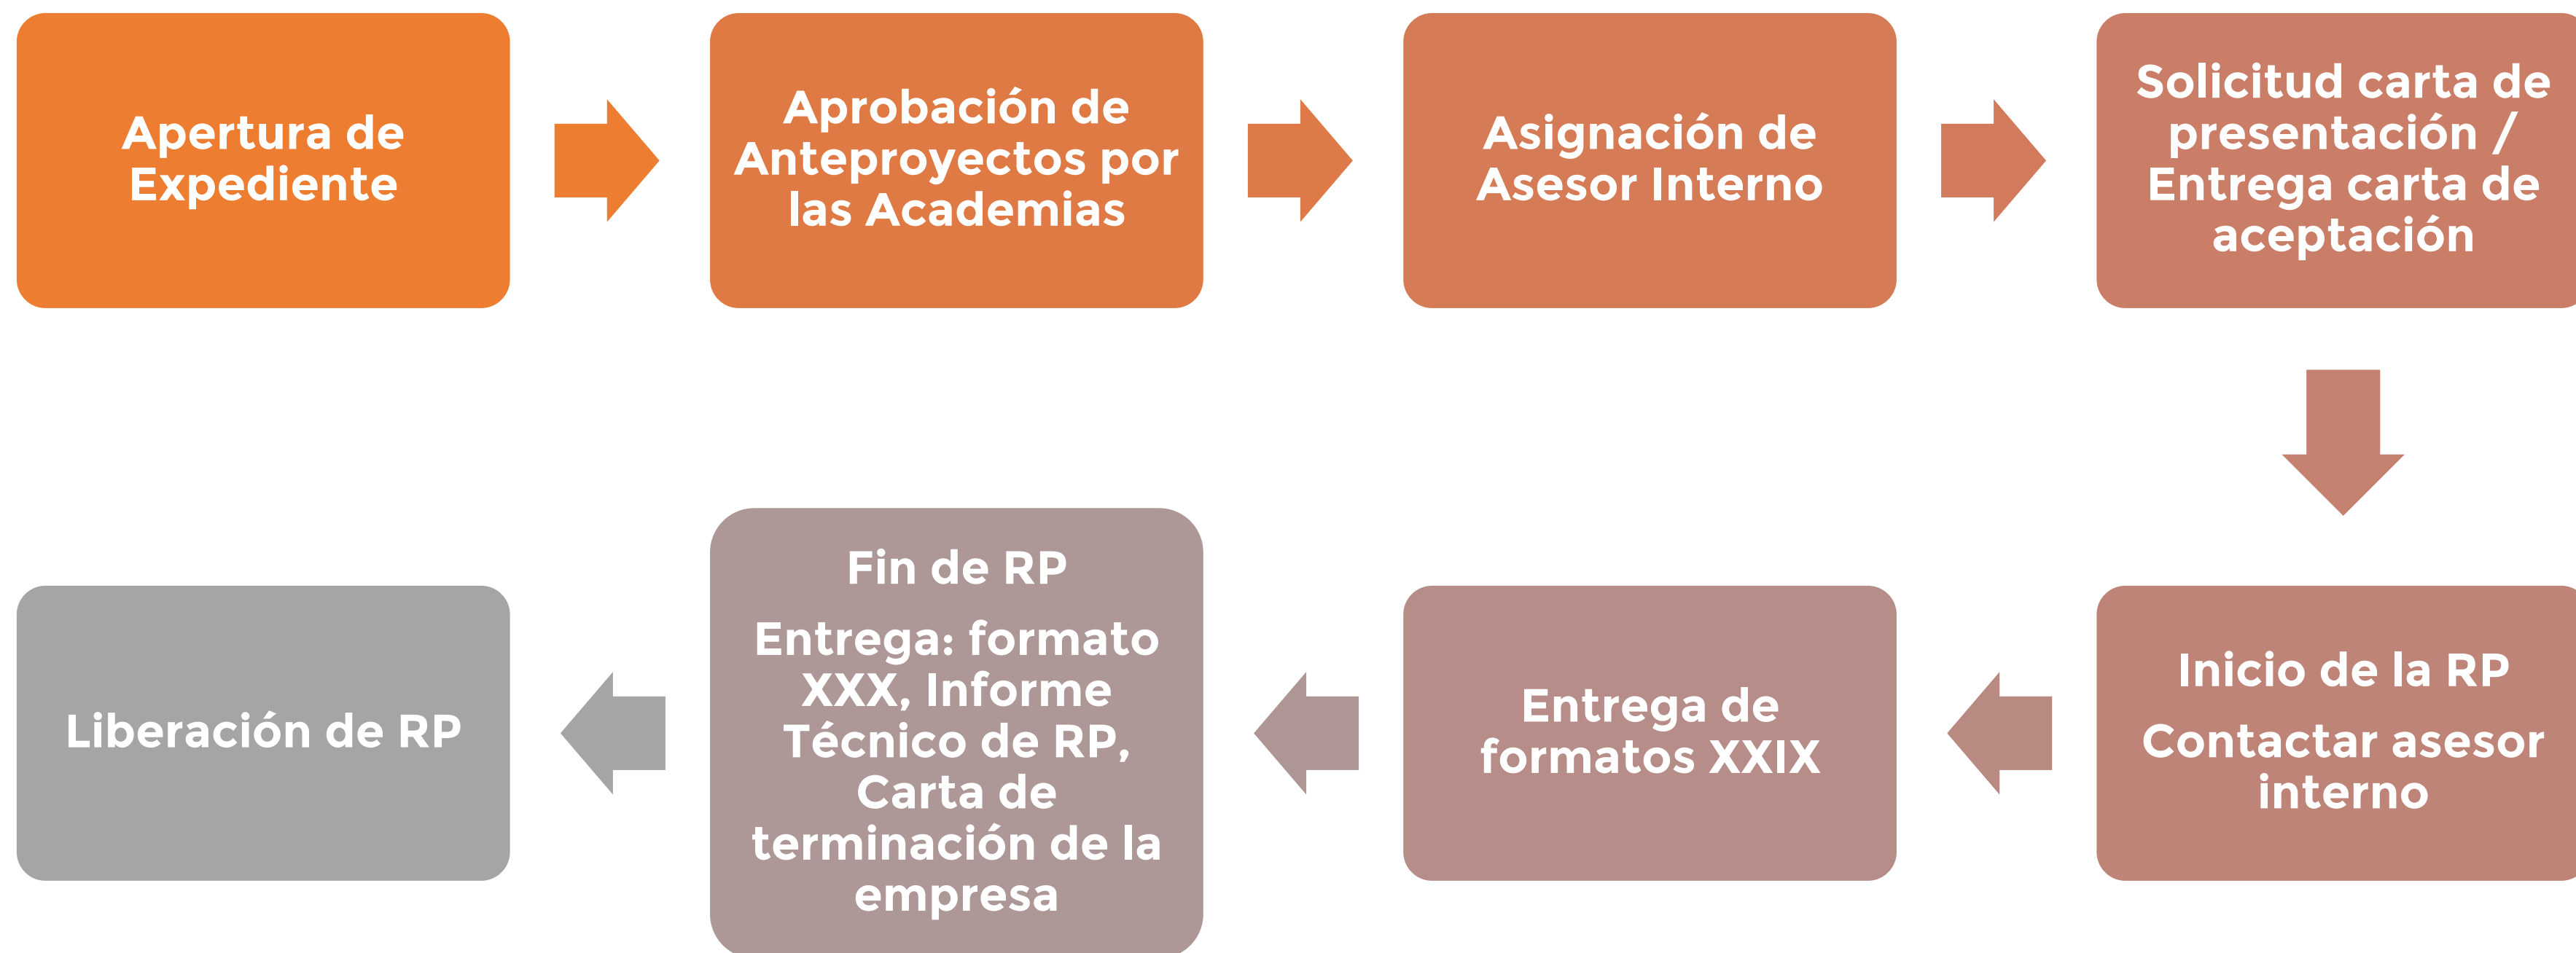 Apertura de
Expediente
Aprobación de
Anteproyectos por
las Academias
Asignación de
Asesor Interno
Solicitud carta de
presentación /
Entrega carta de
aceptación
Inicio de la RP
Contactar asesor
interno
Entrega de
formatos XXIX
Fin de RP
Entrega: formato
XXX, Informe
Técnico de RP,
Carta de
terminación de la
empresa
Liberación de RP